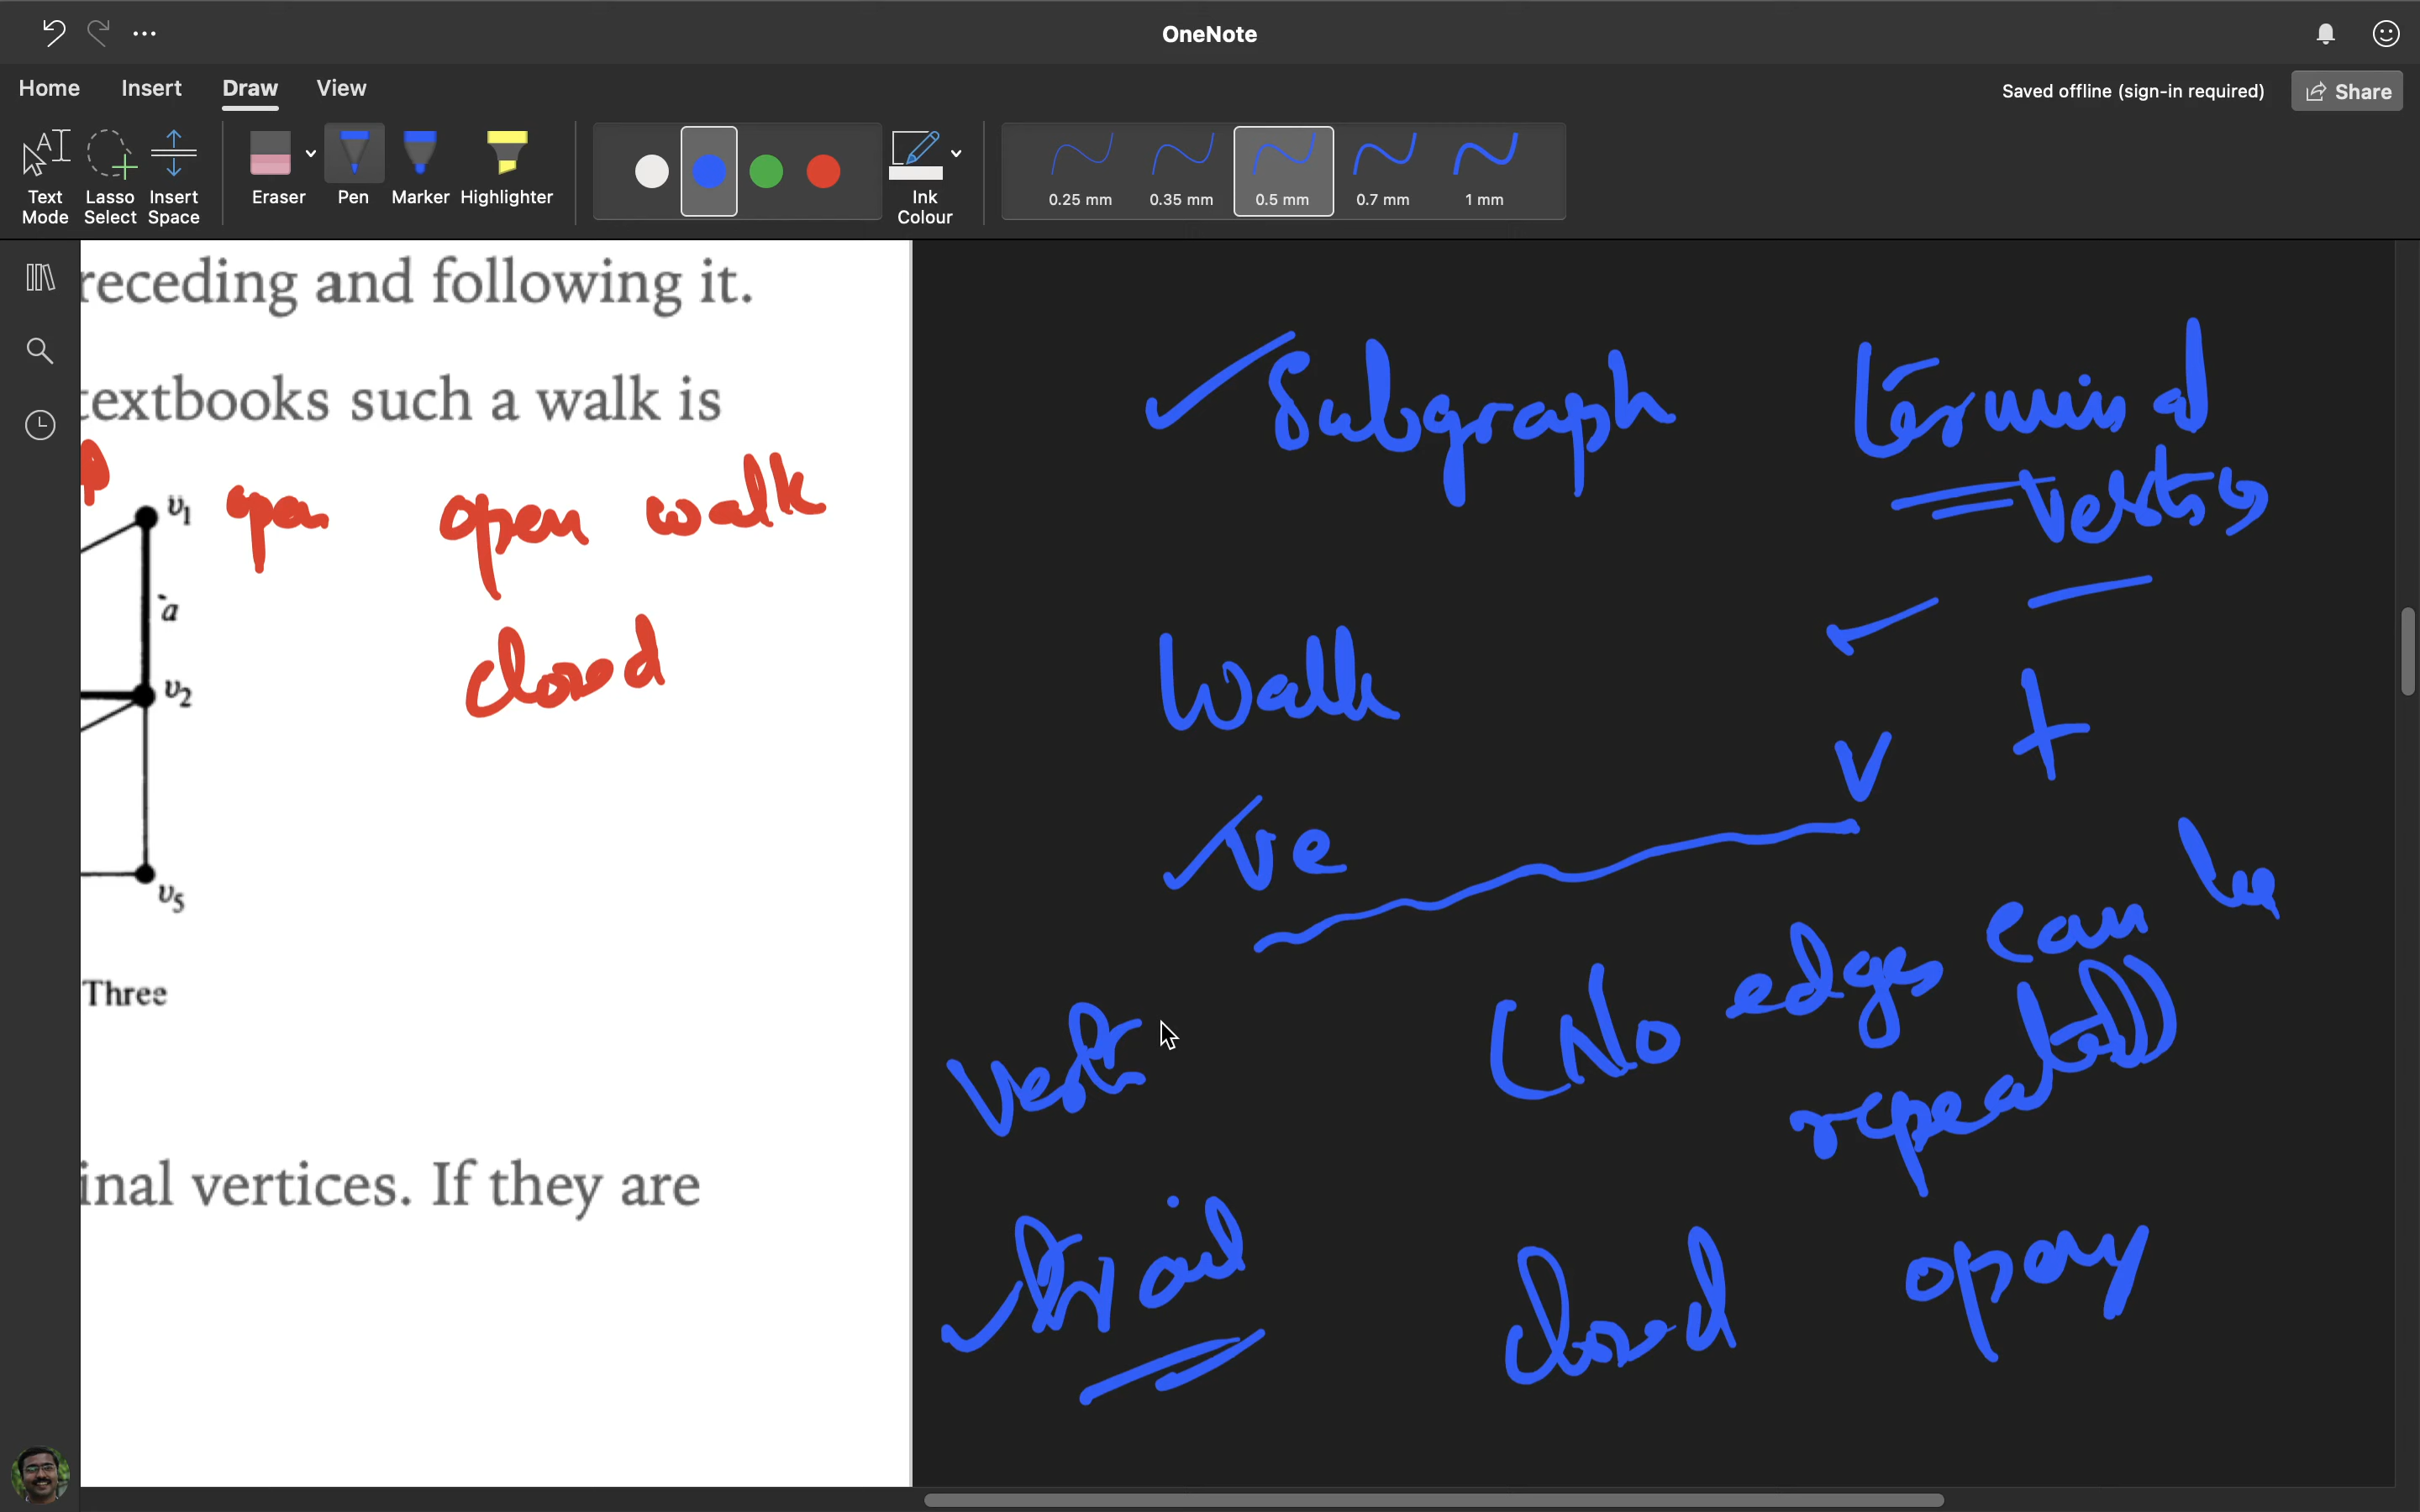 OneNote
Home Insert Draw View
Saved offline (sign-in required) Share
Text Mode
Lasso Select
Insert Space
Eraser
Pen
Marker
Highlighter
Ink Colour
0.25 mm
0.35 mm
0.5 mm
0.7 mm
1 mm
receding and following it.
textbooks such a walk is
open open walk
closed
v1
a
v2
v5
Three
inal vertices. If they are
Subgraph
terminal
Walk
v
v e
(No edges can be
repeated)
trail
closed
open